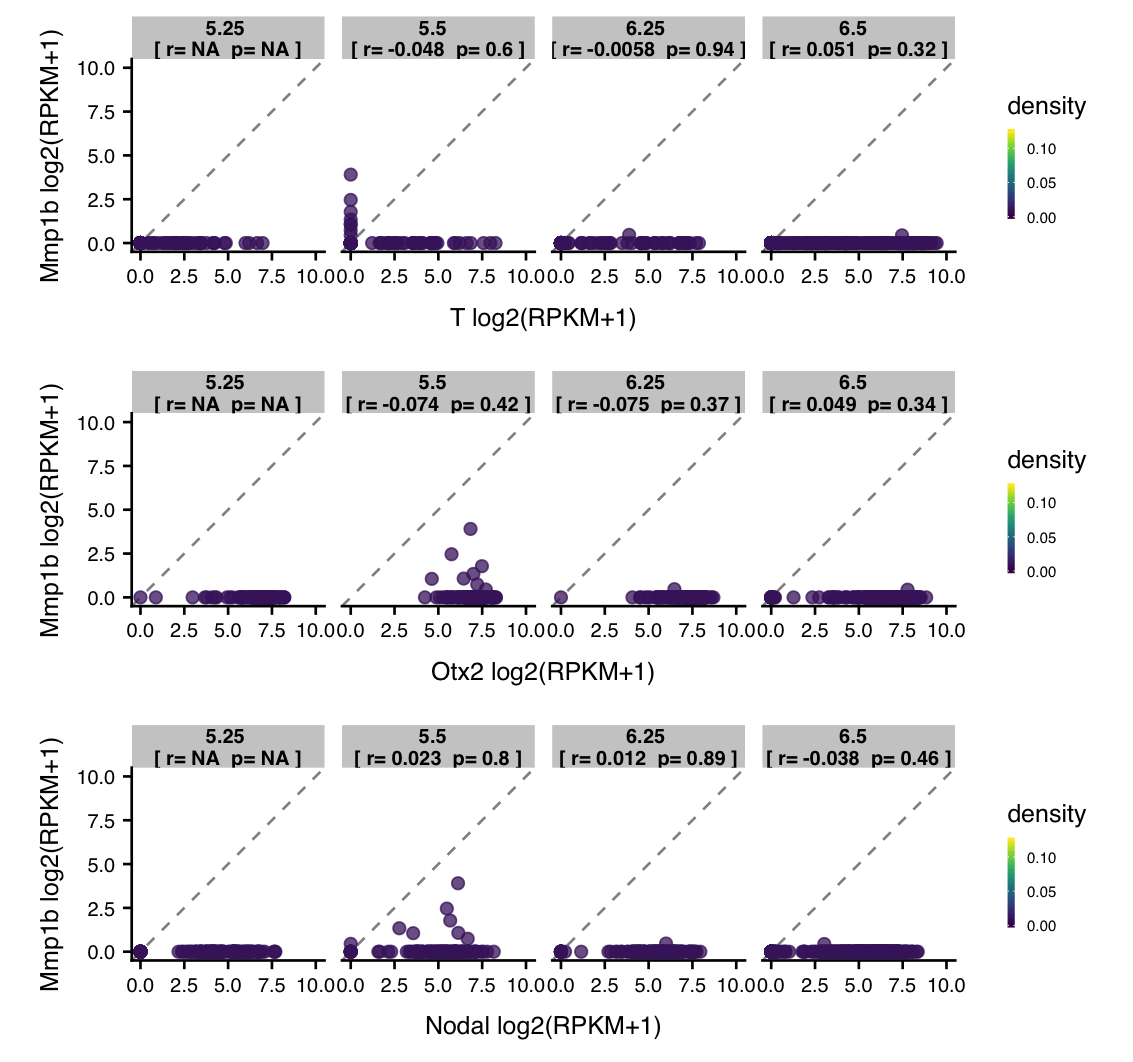 5.25 5.5 6.25 6.5
[ r= NA p= NA ] [ r= -0.048 p= 0.6 ] [ r= -0.0058 p= 0.94 ] [ r= 0.051 p= 0.32 ]
Mmp1b log2(RPKM+1)
10.0
7.5
5.0
2.5
0.0
0.0 2.5 5.0 7.5 10.0 0.0 2.5 5.0 7.5 10.0 0.0 2.5 5.0 7.5 10.0 0.0 2.5 5.0 7.5 10.0
T log2(RPKM+1)
density
0.10
0.05
0.00
5.25 5.5 6.25 6.5
[ r= NA p= NA ] [ r= -0.074 p= 0.42 ] [ r= -0.075 p= 0.37 ] [ r= 0.049 p= 0.34 ]
Mmp1b log2(RPKM+1)
10.0
7.5
5.0
2.5
0.0
0.0 2.5 5.0 7.5 10.0 0.0 2.5 5.0 7.5 10.0 0.0 2.5 5.0 7.5 10.0 0.0 2.5 5.0 7.5 10.0
Otx2 log2(RPKM+1)
density
0.10
0.05
0.00
5.25 5.5 6.25 6.5
[ r= NA p= NA ] [ r= 0.023 p= 0.8 ] [ r= 0.012 p= 0.89 ] [ r= -0.038 p= 0.46 ]
Mmp1b log2(RPKM+1)
10.0
7.5
5.0
2.5
0.0
0.0 2.5 5.0 7.5 10.0 0.0 2.5 5.0 7.5 10.0 0.0 2.5 5.0 7.5 10.0 0.0 2.5 5.0 7.5 10.0
Nodal log2(RPKM+1)
density
0.10
0.05
0.00